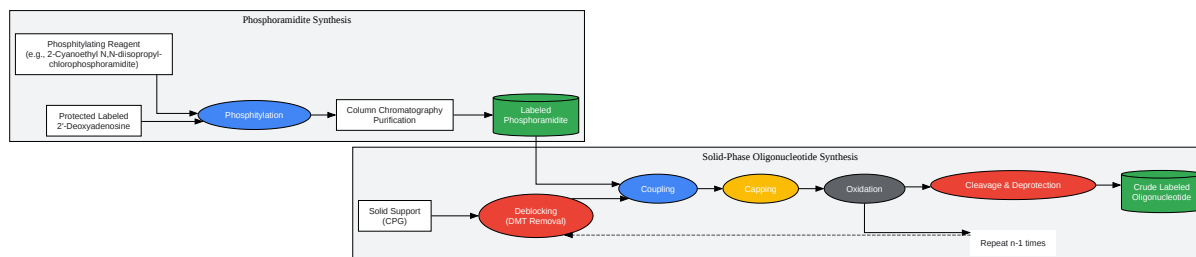 Phosphoramidite Synthesis
Phosphitylating Reagent
(e.g., 2-Cyanoethyl N,N-diisopropyl-
chlorophosphoramidite)
Protected Labeled
2'-Deoxyadenosine
Phosphitylation
Column Chromatography
Purification
Labeled
Phosphoramidite
Solid-Phase Oligonucleotide Synthesis
Solid Support
(CPG)
Deblocking
(DMT Removal)
Coupling
Capping
Oxidation
Cleavage & Deprotection
Crude Labeled
Oligonucleotide
Repeat n-1 times